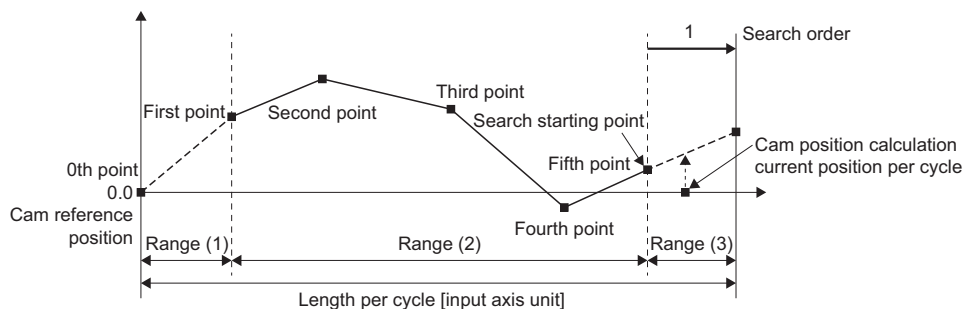 1
Search order
First point
Second point
Third point
Search starting point
Fifth point
Cam position calculation
current position per cycle
0th point
0.0
Cam reference
position
Fourth point
Range (1)
Range (2)
Range (3)
Length per cycle [input axis unit]